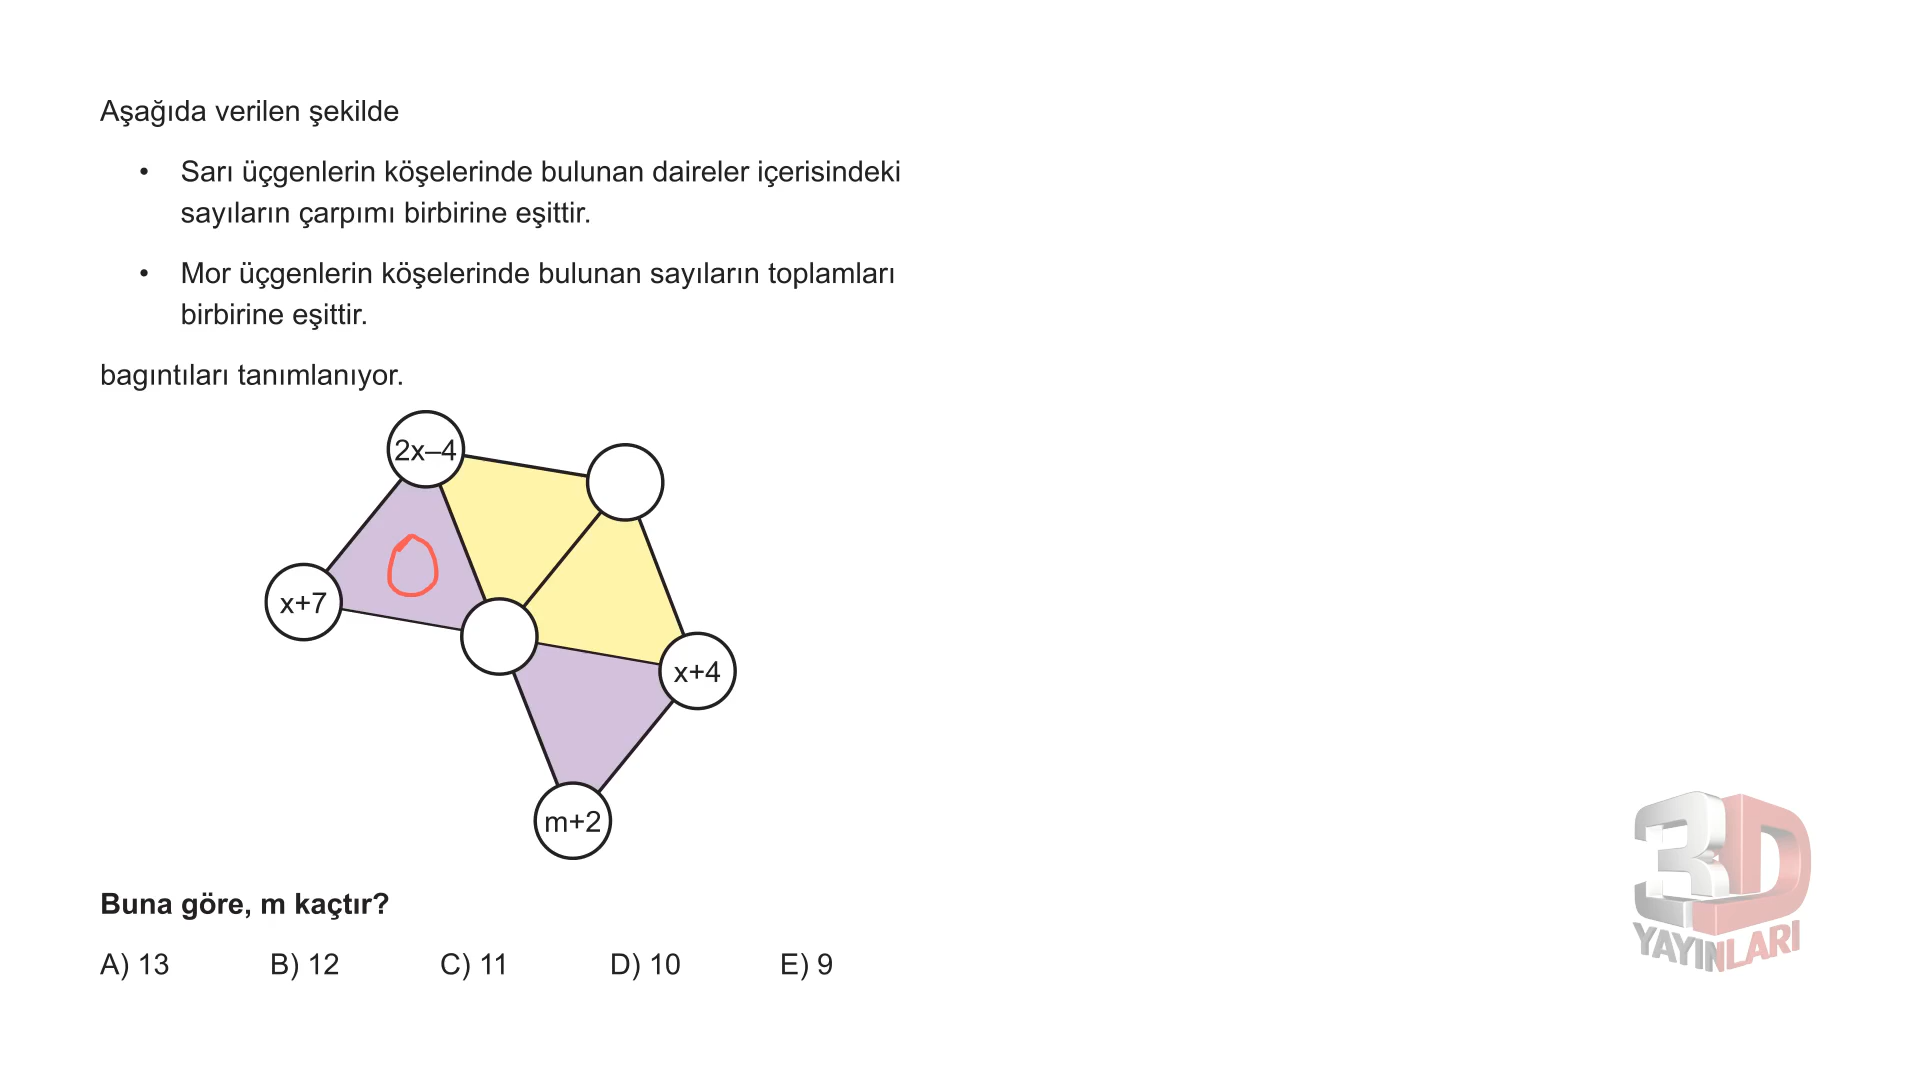 Aşağıda verilen şekilde
• Sarı üçgenlerin köşelerinde bulunan daireler içerisindeki
sayıların çarpımı birbirine eşittir.
• Mor üçgenlerin köşelerinde bulunan sayıların toplamları
birbirine eşittir.
bagıntıları tanımlanıyor.
2x–4
x+7
x+4
m+2
Buna göre, m kaçtır?
A) 13 B) 12 C) 11 D) 10 E) 9
3D
YAYINLARI